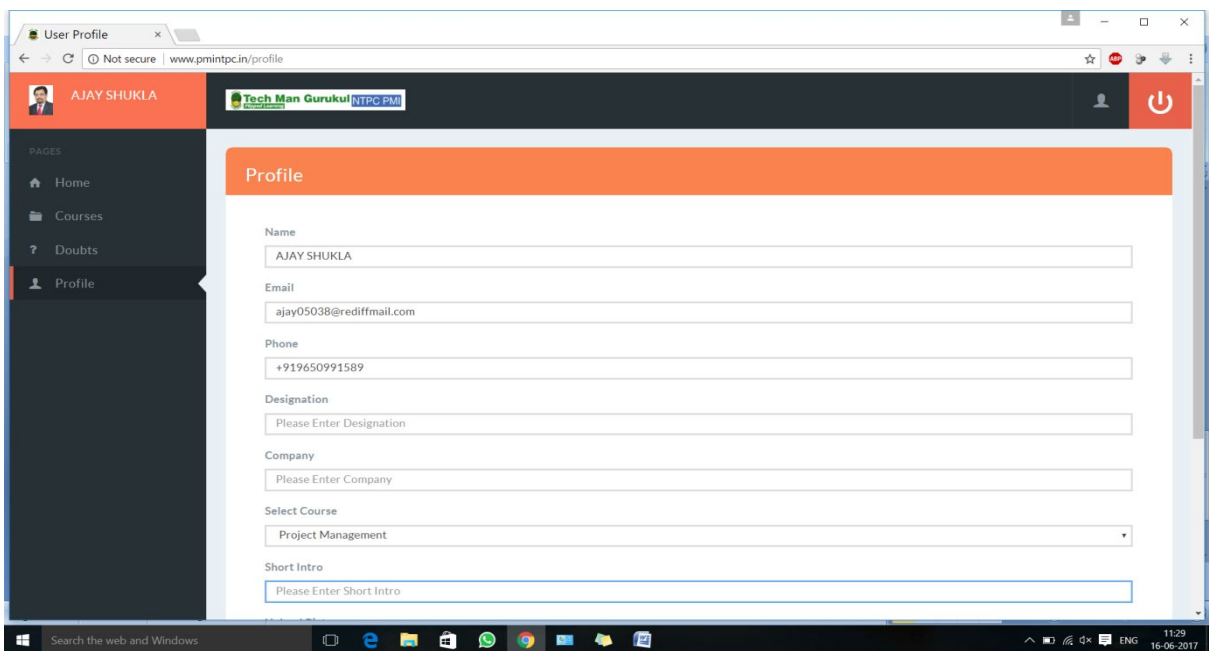 User Profile
Not secure | www.pmintpc.in/profile
ABP
AJAY SHUKLA
Tech Man Gurukul NTPC PMI
PAGES
Home
Courses
? Doubts
Profile
Profile
Name
AJAY SHUKLA
Email
ajay05038@rediffmail.com
Phone
+919650991589
Designation
Please Enter Designation
Company
Please Enter Company
Select Course
Project Management
Short Intro
Please Enter Short Intro
Search the web and Windows
ENG
11:29
16-06-2017